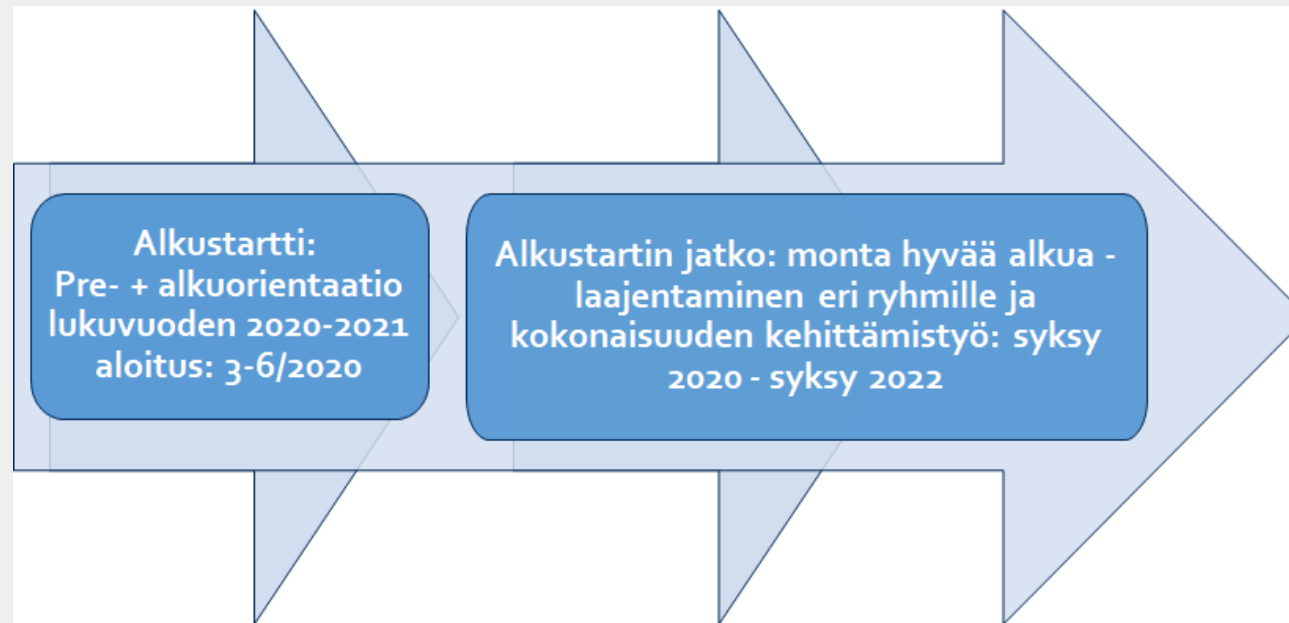 Alkustartti:
Pre- + alkuorientaatio
lukuvuoden 2020-2021
aloitus: 3-6/2020
Alkustartin jatko: monta hyvää alkua -
laajentaminen eri ryhmille ja
kokonaisuuden kehittämistyö: syksy
2020 - syksy 2022